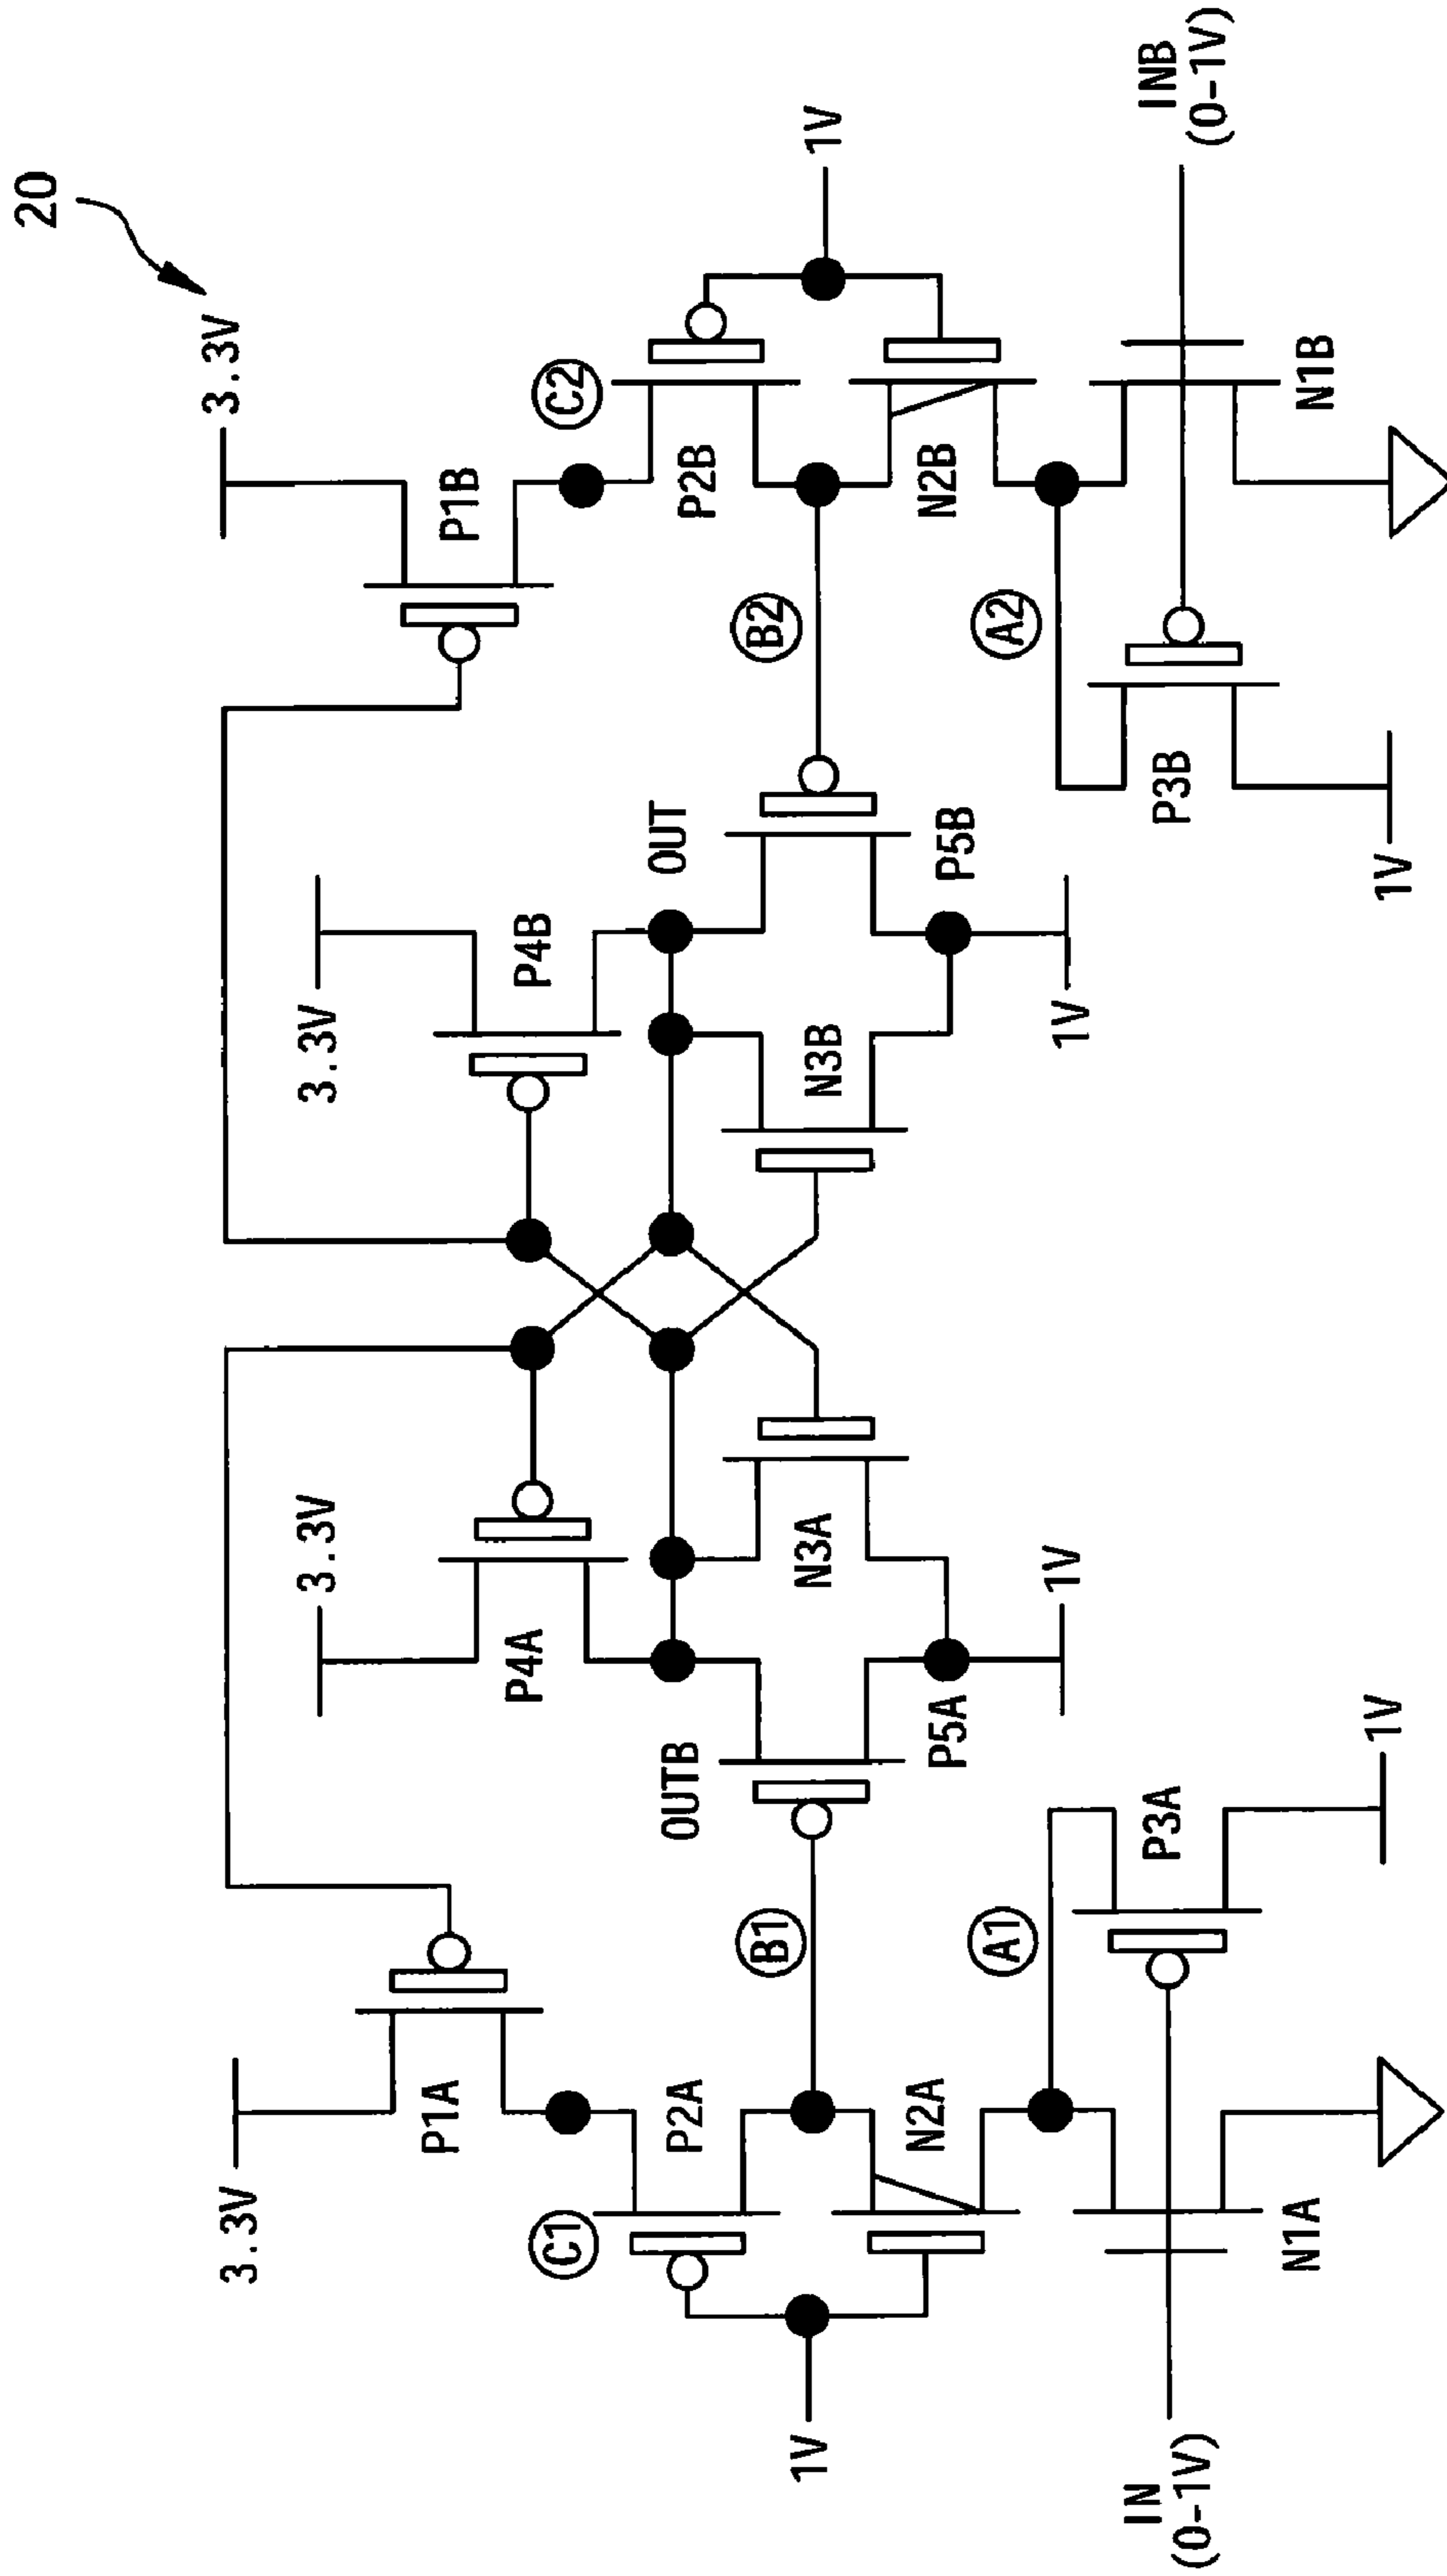 20
3.3V
3.3V
3.3V
3.3V
P1A
P4A
P4B
P1B
C1
C2
P2A
OUTB
OUT
P2B
1V
B1
B2
1V
N2A
P5A
N3A
N3B
P5B
N2B
A1
A2
1V
1V
IN
(0-1V)
N1A
P3A
P3B
N1B
INB
(0-1V)
1V
1V